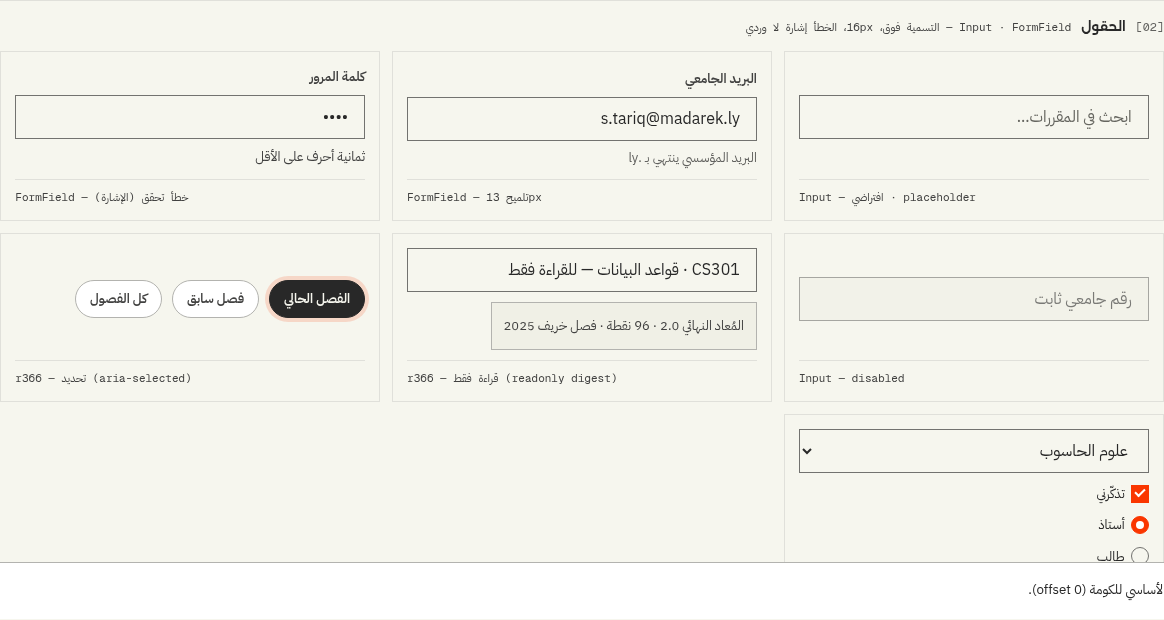 [02] الحقول Input · FormField — التسمية فوق، 16px، الخطأ إشارة لا وردي
ابحث في المقررات...
Input — افتراضي · placeholder
البريد الجامعي
s.tariq@madarek.ly
البريد المؤسسي ينتهي بـ .ly
FormField — تلميح 13px
كلمة المرور
••••
ثمانية أحرف على الأقل
FormField — خطأ تحقق (الإشارة)
رقم جامعي ثابت
Input — disabled
CS301 · قواعد البيانات — للقراءة فقط
المُعاد النهائي 2.0 · 96 نقطة · فصل خريف 2025
r366 — قراءة فقط (readonly digest)
الفصل الحالي
فصل سابق
كل الفصول
r366 — تحديد (aria-selected)
علوم الحاسوب
تذكّرني
أستاذ
طالب
لأساسي للكومة (offset 0).